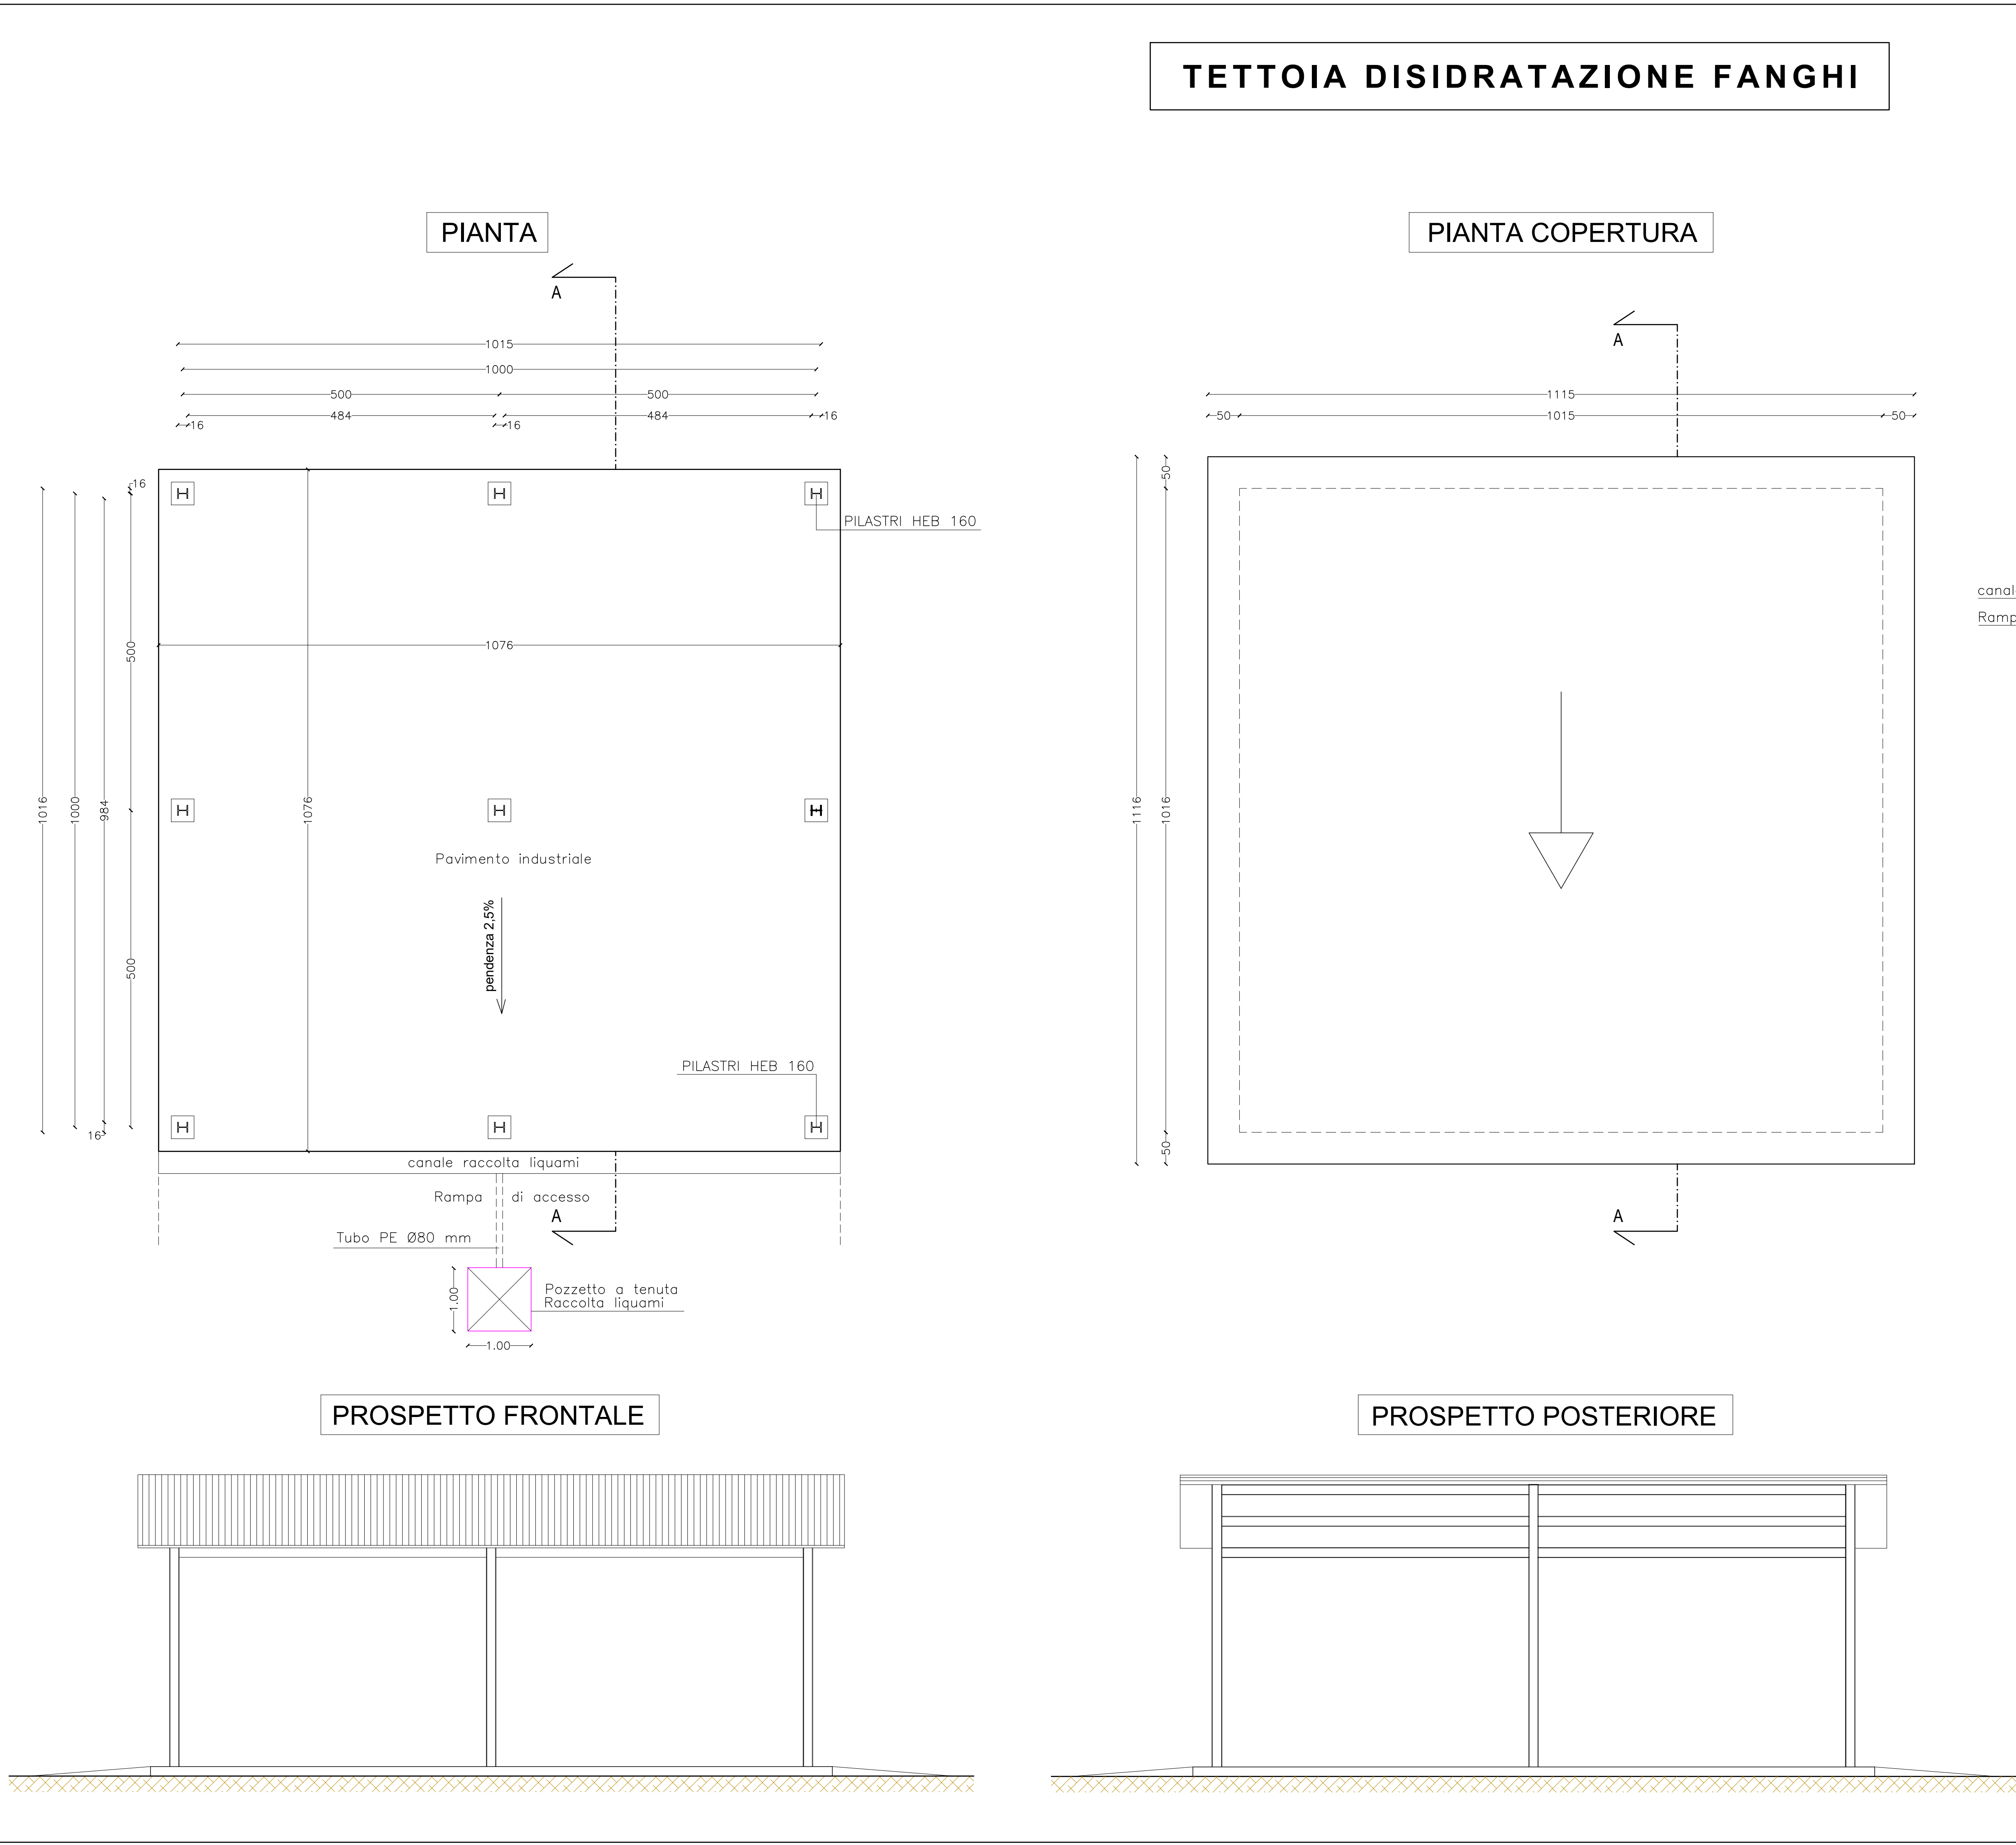 TETTOIA DISIDRATAZIONE FANGHI
PIANTA
A
1015
1000
500 500
484 484 16
16 16
16
PILASTRI HEB 160
500
1076
1016
1000
984
1076
Pavimento industriale
pendenza 2,5%
500
PILASTRI HEB 160
16
canale raccolta liquami
Rampa di accesso
A
Tubo PE Ø80 mm
1.00
Pozzetto a tenuta
Raccolta liquami
1.00
PIANTA COPERTURA
A
1115
50 1015 50
50
1116
1016
50
A
canal
Ramp
PROSPETTO FRONTALE
PROSPETTO POSTERIORE